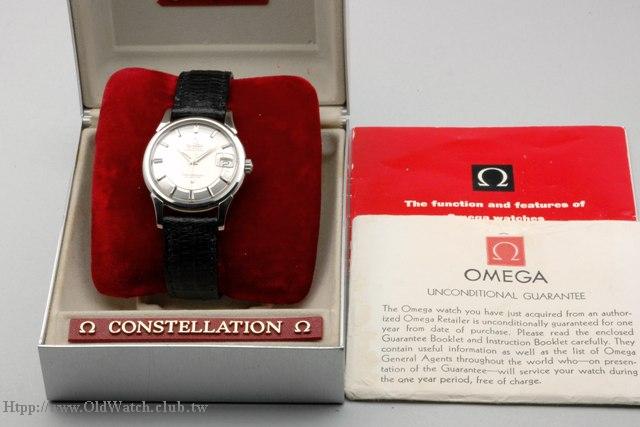 Ω CONSTELLATION Ω
Ω
The function and features of
Omega watches
Ω
OMEGA
UNCONDITIONAL GUARANTEE
The Omega watch you have just acquired from an author-
ized Omega Retailer is unconditionally guaranteed for one
year from date of purchase. Please read the enclosed
Guarantee Booklet and Instruction Booklet carefully. They
contain useful information as well as the list of Omega
General Agents throughout the world who—on presen-
tation of the Guarantee—will service your watch during
the one year period, free of charge.
Htpp://www.OldWatch.club.tw